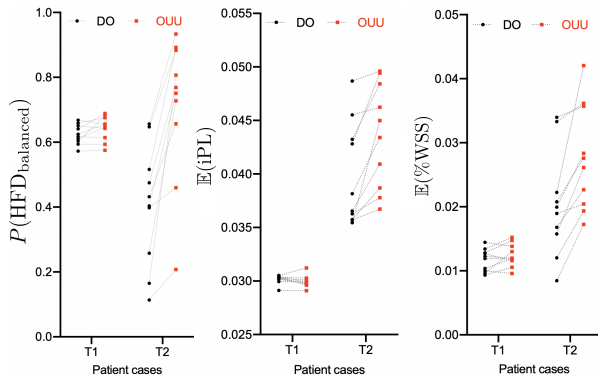 DO OUU
P(HFD_balanced)
1.0
0.8
0.6
0.4
0.2
0.0
T1 T2
Patient cases
DO OUU
𝔼(iPL)
0.055
0.050
0.045
0.040
0.035
0.030
0.025
T1 T2
Patient cases
DO OUU
𝔼(%WSS)
0.05
0.04
0.03
0.02
0.01
0.00
T1 T2
Patient cases